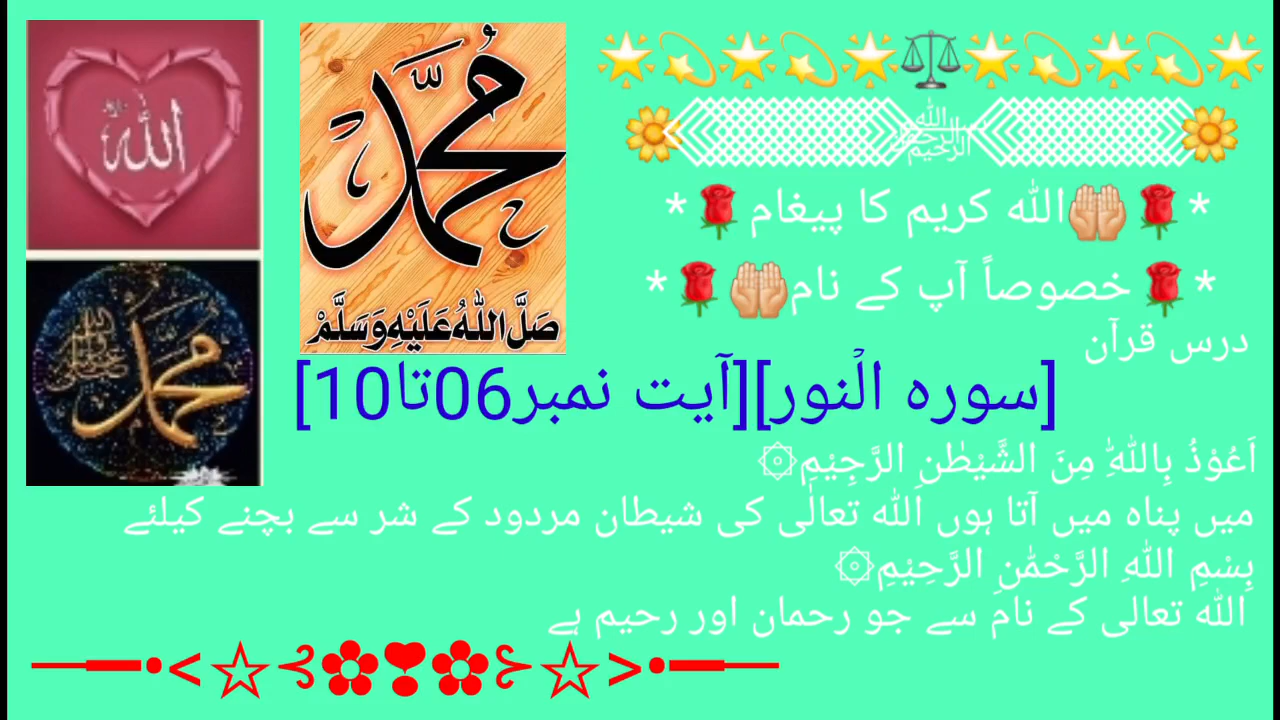 اللہ
محمد
مُحَمَّد
صَلَّ اللّٰهُ عَلَيْهِ وَسَلَّمْ
﷽
*🌹🤲🏻اللہ کریم کا پیغام🌹*
*🌹خصوصاً آپ کے نام🤲🏻🌹*
درس قرآن
[سورہ النور][آیت نمبر06تا10]
اَعُوْذُ بِاللّٰهِ مِنَ الشَّيْطٰنِ الرَّجِيْمِ۞
میں پناہ میں آتا ہوں اللہ تعالٰی کی شیطان مردود کے شر سے بچنے کیلئے
بِسْمِ اللّٰهِ الرَّحْمٰنِ الرَّحِيْمِ۞
اللہ تعالی کے نام سے جو رحمان اور رحیم ہے